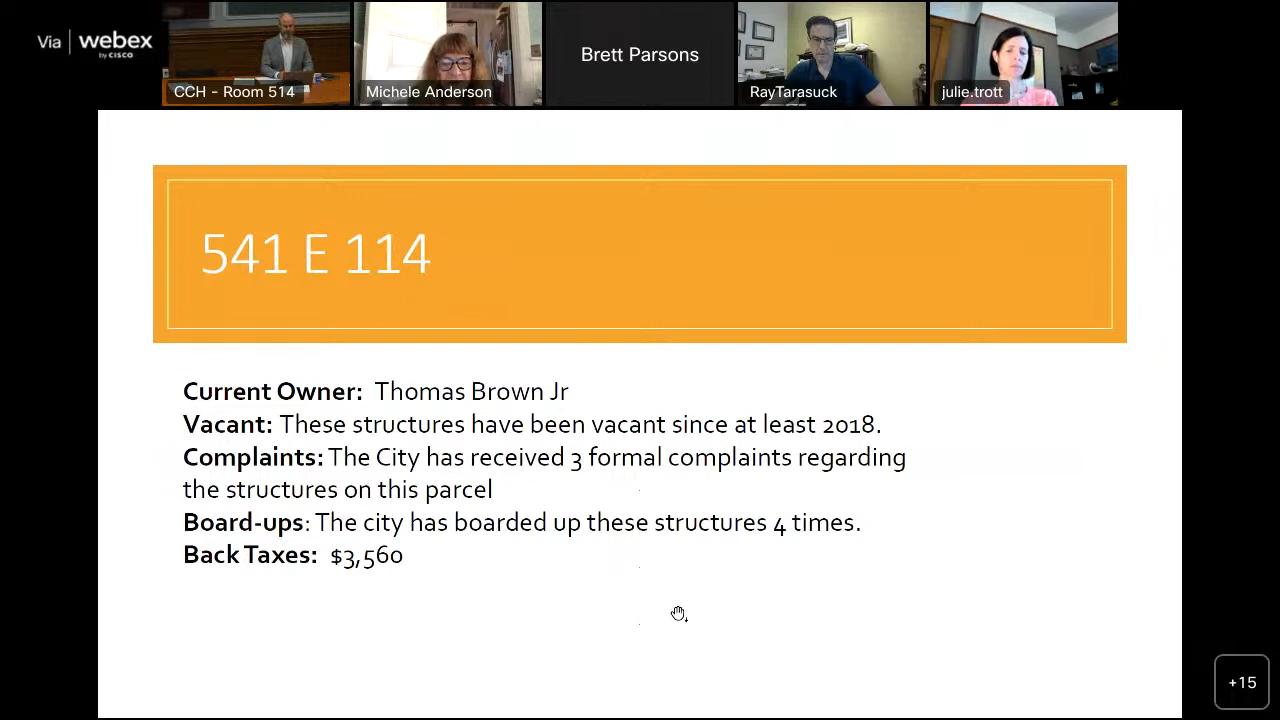 Via | webex
by CISCO
CCH - Room 514
Michele Anderson
Brett Parsons
RayTarasuck
julie.trott
541 E 114
Current Owner: Thomas Brown Jr
Vacant: These structures have been vacant since at least 2018.
Complaints: The City has received 3 formal complaints regarding
the structures on this parcel
Board-ups: The city has boarded up these structures 4 times.
Back Taxes: $3,560
+15